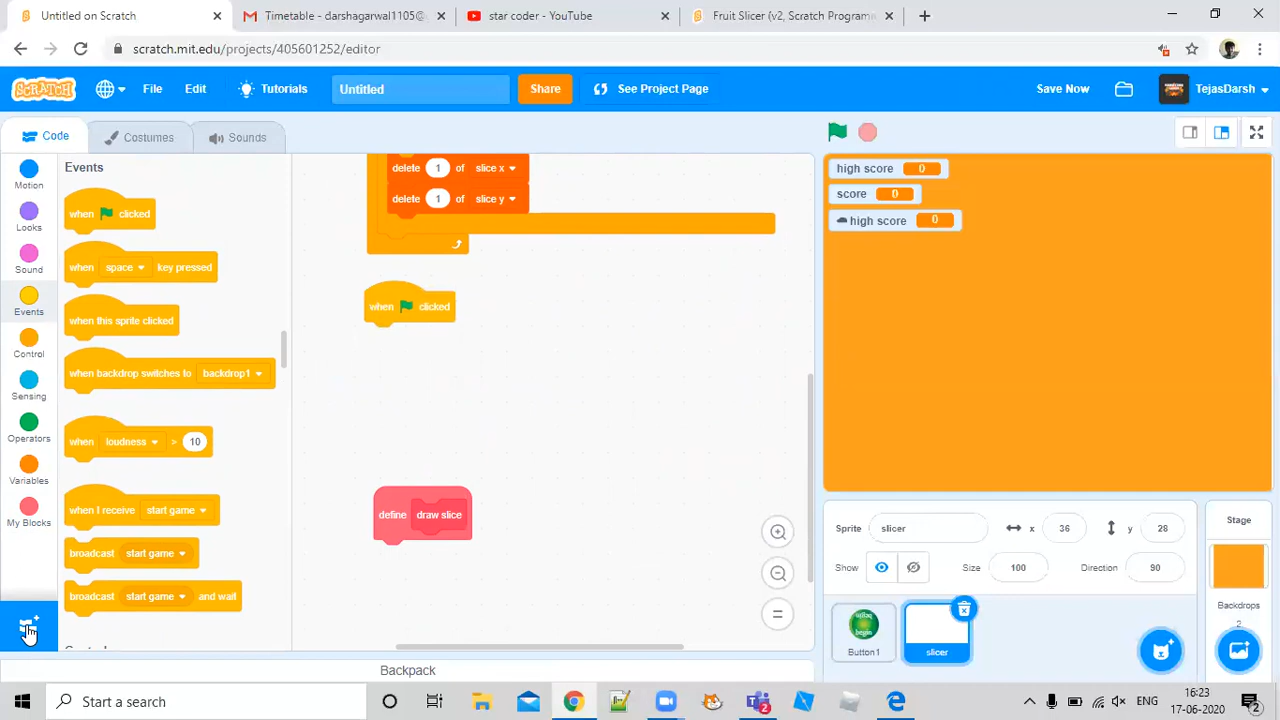 Untitled on Scratch
Timetable - darshagarwal1105@
star coder - YouTube
Fruit Slicer (v2, Scratch Program
scratch.mit.edu/projects/405601252/editor
SCRATCH
File
Edit
Tutorials
Untitled
Share
See Project Page
Save Now
TejasDarsh
Code
Costumes
Sounds
Motion
Looks
Sound
Events
Control
Sensing
Operators
Variables
My Blocks
Events
when clicked
when space key pressed
when this sprite clicked
when backdrop switches to backdrop1
when loudness > 10
when I receive start game
broadcast start game
broadcast start game and wait
delete 1 of slice x
delete 1 of slice y
when clicked
define draw slice
Backpack
high score 0
score 0
high score 0
Sprite slicer x 36 y 28
Show Size 100 Direction 90
Button1
slicer
Stage
Backdrops
2
Start a search
2
ENG
16:23
17-06-2020
2